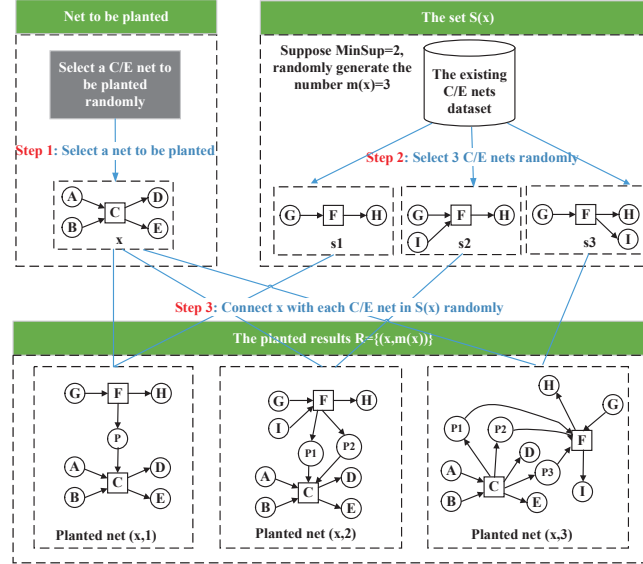 Net to be planted
The set S(x)
Select a C/E net to
be planted
randomly
Suppose MinSup=2,
randomly generate the
number m(x)=3
The existing
C/E nets
dataset
Step 1: Select a net to be planted
Step 2: Select 3 C/E nets randomly
A
B
C
D
E
x
G
F
H
s1
G
I
F
H
s2
G
F
H
I
s3
Step 3: Connect x with each C/E net in S(x) randomly
The planted results R={(x,m(x))}
G
F
H
P
A
B
C
D
E
Planted net (x,1)
G
I
F
H
P1
P2
A
B
C
D
E
Planted net (x,2)
H
G
P1
P2
F
D
A
P3
C
B
E
I
Planted net (x,3)